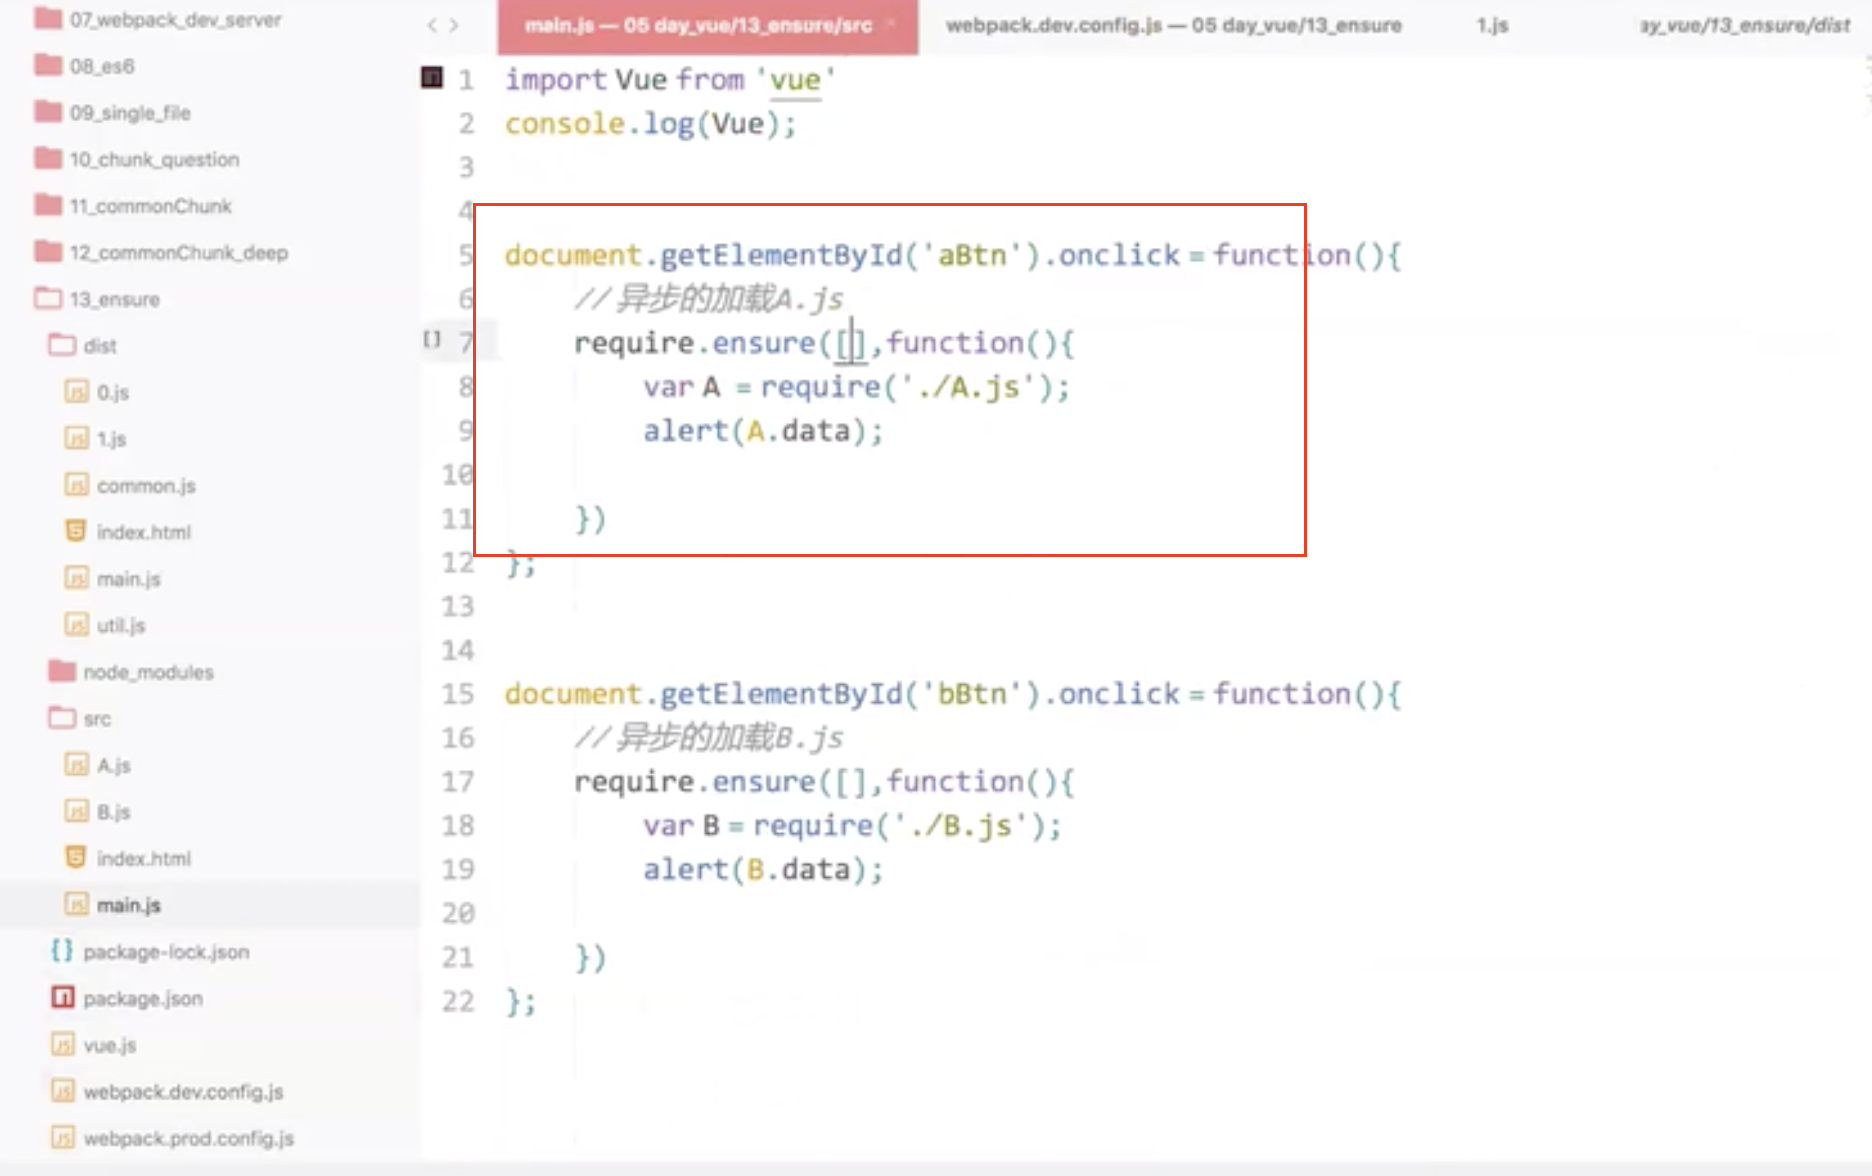 07_webpack_dev_server
08_es6
09_single_file
10_chunk_question
11_commonChunk
12_commonChunk_deep
13_ensure
dist
0.js
1.js
common.js
index.html
main.js
util.js
node_modules
src
A.js
B.js
index.html
main.js
package-lock.json
package.json
vue.js
webpack.dev.config.js
webpack.prod.config.js
main.js — 05 day_vue/13_ensure/src
webpack.dev.config.js — 05 day_vue/13_ensure
1.js
ay_vue/13_ensure/dist
1 import Vue from 'vue'
2 console.log(Vue);
3
4
5 document.getElementById('aBtn').onclick = function(){
6 // 异步的加载A.js
7 require.ensure([],function(){
8 var A = require('./A.js');
9 alert(A.data);
10
11 })
12 };
13
14
15 document.getElementById('bBtn').onclick = function(){
16 // 异步的加载B.js
17 require.ensure([],function(){
18 var B = require('./B.js');
19 alert(B.data);
20
21 })
22 };